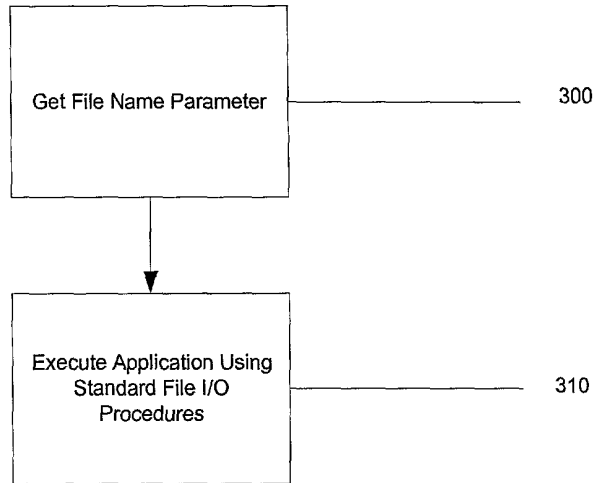 Get File Name Parameter
300
Execute Application Using
Standard File I/O
Procedures
310